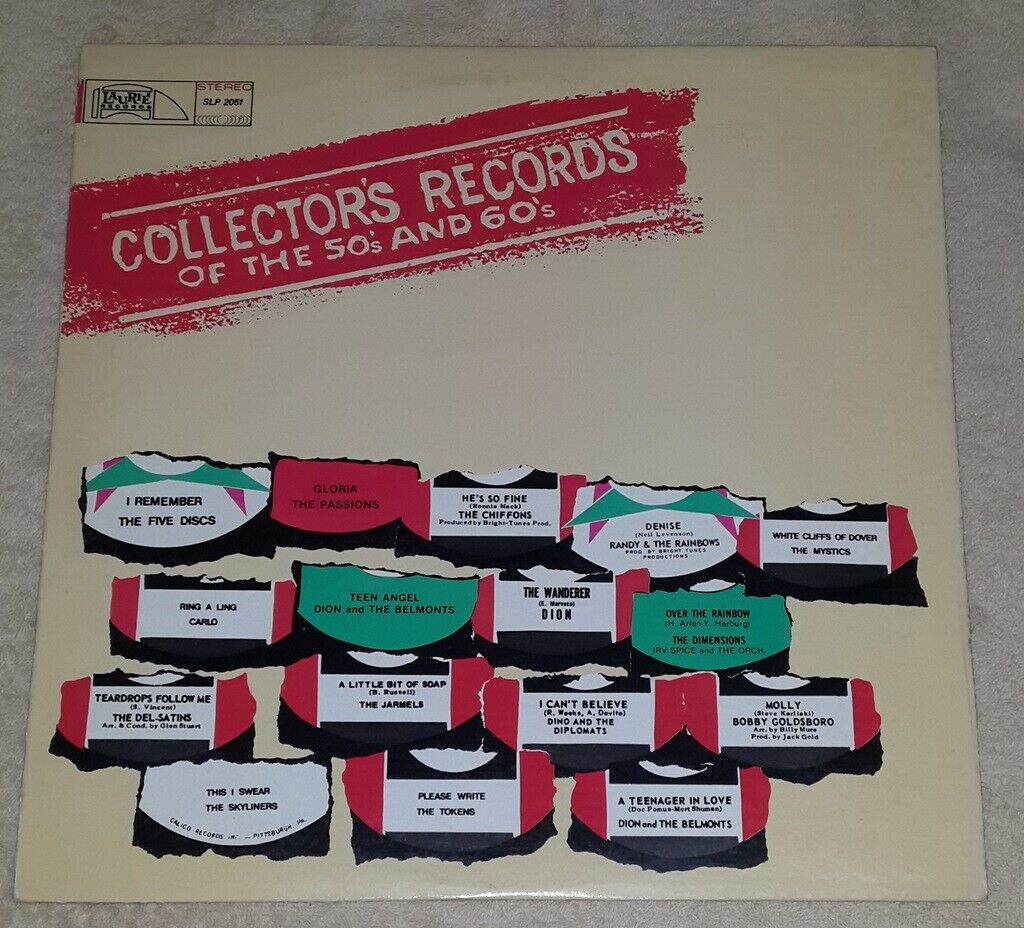 LAURIE
RECORDS
STEREO
SLP 2051
COLLECTOR'S RECORDS
OF THE 50's AND 60's
I REMEMBER
THE FIVE DISCS
GLORIA
THE PASSIONS
HE'S SO FINE
(Ronnie Mack)
THE CHIFFONS
Produced by Bright-Tunes Prod.
DENISE
(Neil Levenson)
RANDY & THE RAINBOWS
PROD BY BRIGHT TUNES
PRODUCTIONS
WHITE CLIFFS OF DOVER
THE MYSTICS
RING A LING
CARLO
TEEN ANGEL
DION and THE BELMONTS
THE WANDERER
(E. Maresca)
DION
OVER THE RAINBOW
(H. Arlen-Y. Harburg)
THE DIMENSIONS
IRV SPICE and THE ORCH.
TEARDROPS FOLLOW ME
(S. Vincent)
THE DEL-SATINS
Arr. & Cond. by Glen Stuart
A LITTLE BIT OF SOAP
(B. Russell)
THE JARMELS
I CAN'T BELIEVE
(R. Weeks, A. Devito)
DINO AND THE
DIPLOMATS
MOLLY
(Steve Karliski)
BOBBY GOLDSBORO
Arr. by Billy Mure
Prod. by Jack Gold
THIS I SWEAR
THE SKYLINERS
CALICO RECORDS INC. — PITTSBURGH, PA.
PLEASE WRITE
THE TOKENS
A TEENAGER IN LOVE
(Doc Pomus-Mort Shuman)
DION and THE BELMONTS